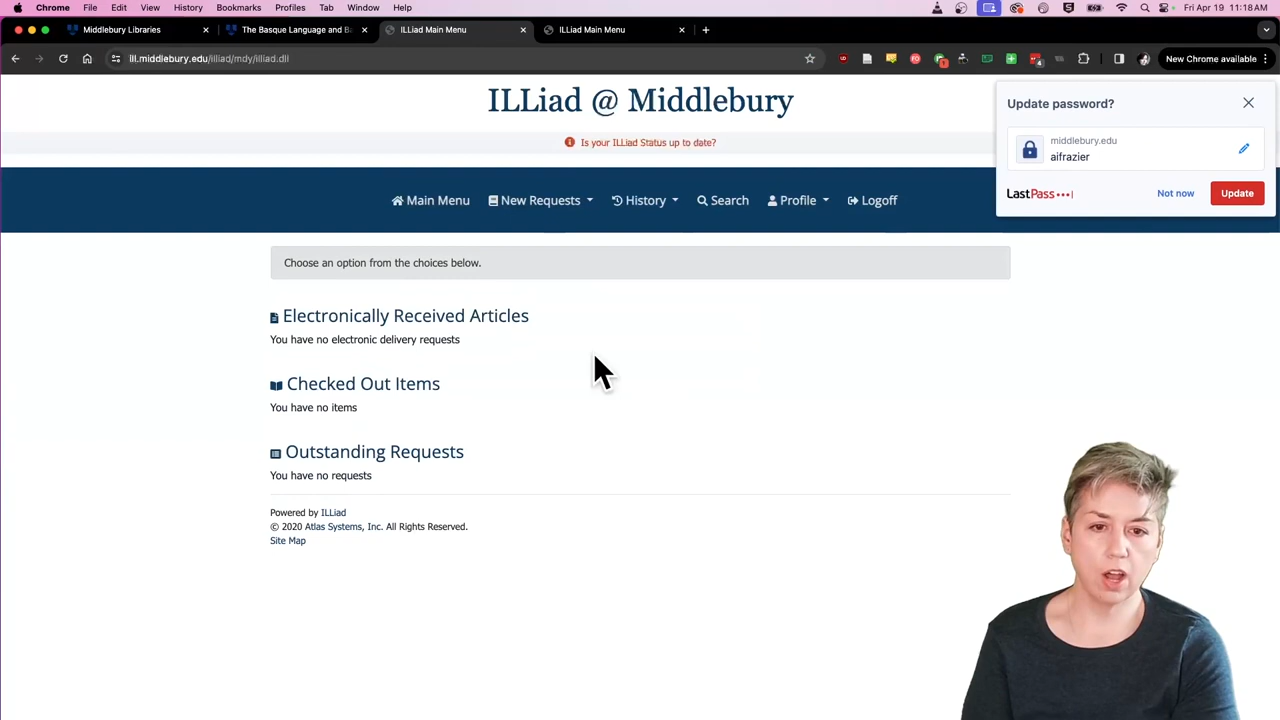 Chrome File Edit View History Bookmarks Profiles Tab Window Help Fri Apr 19 11:18 AM
Middlebury Libraries The Basque Language and B ILLiad Main Menu ILLiad Main Menu
ill.middlebury.edu/illiad/mdy/illiad.dll New Chrome available
ILLiad @ Middlebury
Is your ILLiad Status up to date?
Update password?
middlebury.edu
aifrazier
LastPass Not now Update
Main Menu New Requests History Search Profile Logoff
Choose an option from the choices below.
Electronically Received Articles
You have no electronic delivery requests
Checked Out Items
You have no items
Outstanding Requests
You have no requests
Powered by ILLiad
© 2020 Atlas Systems, Inc. All Rights Reserved.
Site Map